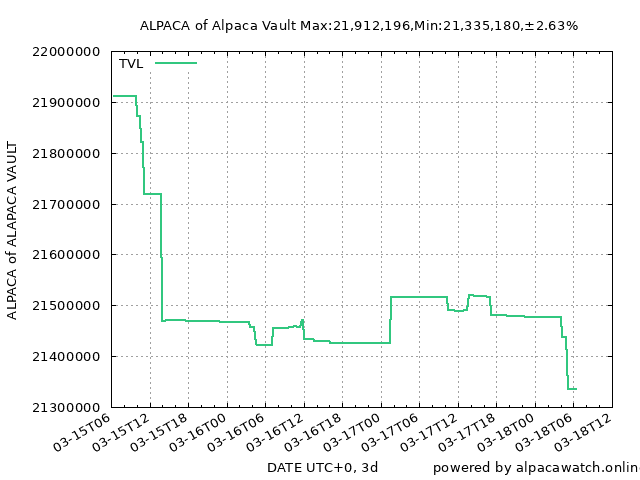 ALPACA of Alpaca Vault Max:21,912,196,Min:21,335,180,±2.63%
22000000
TVL
21900000
21800000
21700000
21600000
21500000
21400000
21300000
ALPACA of ALAPACA VAULT
03-15T06
03-15T12
03-15T18
03-16T00
03-16T06
03-16T12
03-16T18
03-17T00
03-17T06
03-17T12
03-17T18
03-18T00
03-18T06
03-18T12
DATE UTC+0, 3d
powered by alpacawatch.onlin